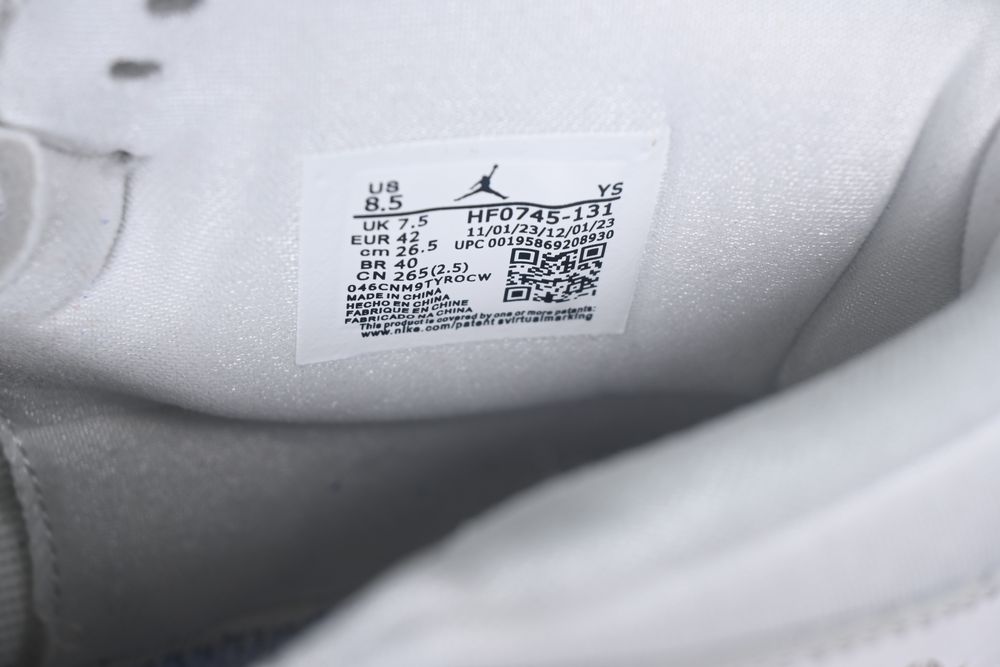 US YS
8.5
UK 7.5 HF0745-131
EUR 42 11/01/23/12/01/23
cm 26.5 UPC 00195869208930
BR 40
CN 265(2.5)
046CNM9TYROCW
MADE IN CHINA
HECHO EN CHINA
FABRIQUE EN CHINE
FABRICADO NA CHINA
This product is covered by one or more patents:
www.nike.com/patent svirtualmarking